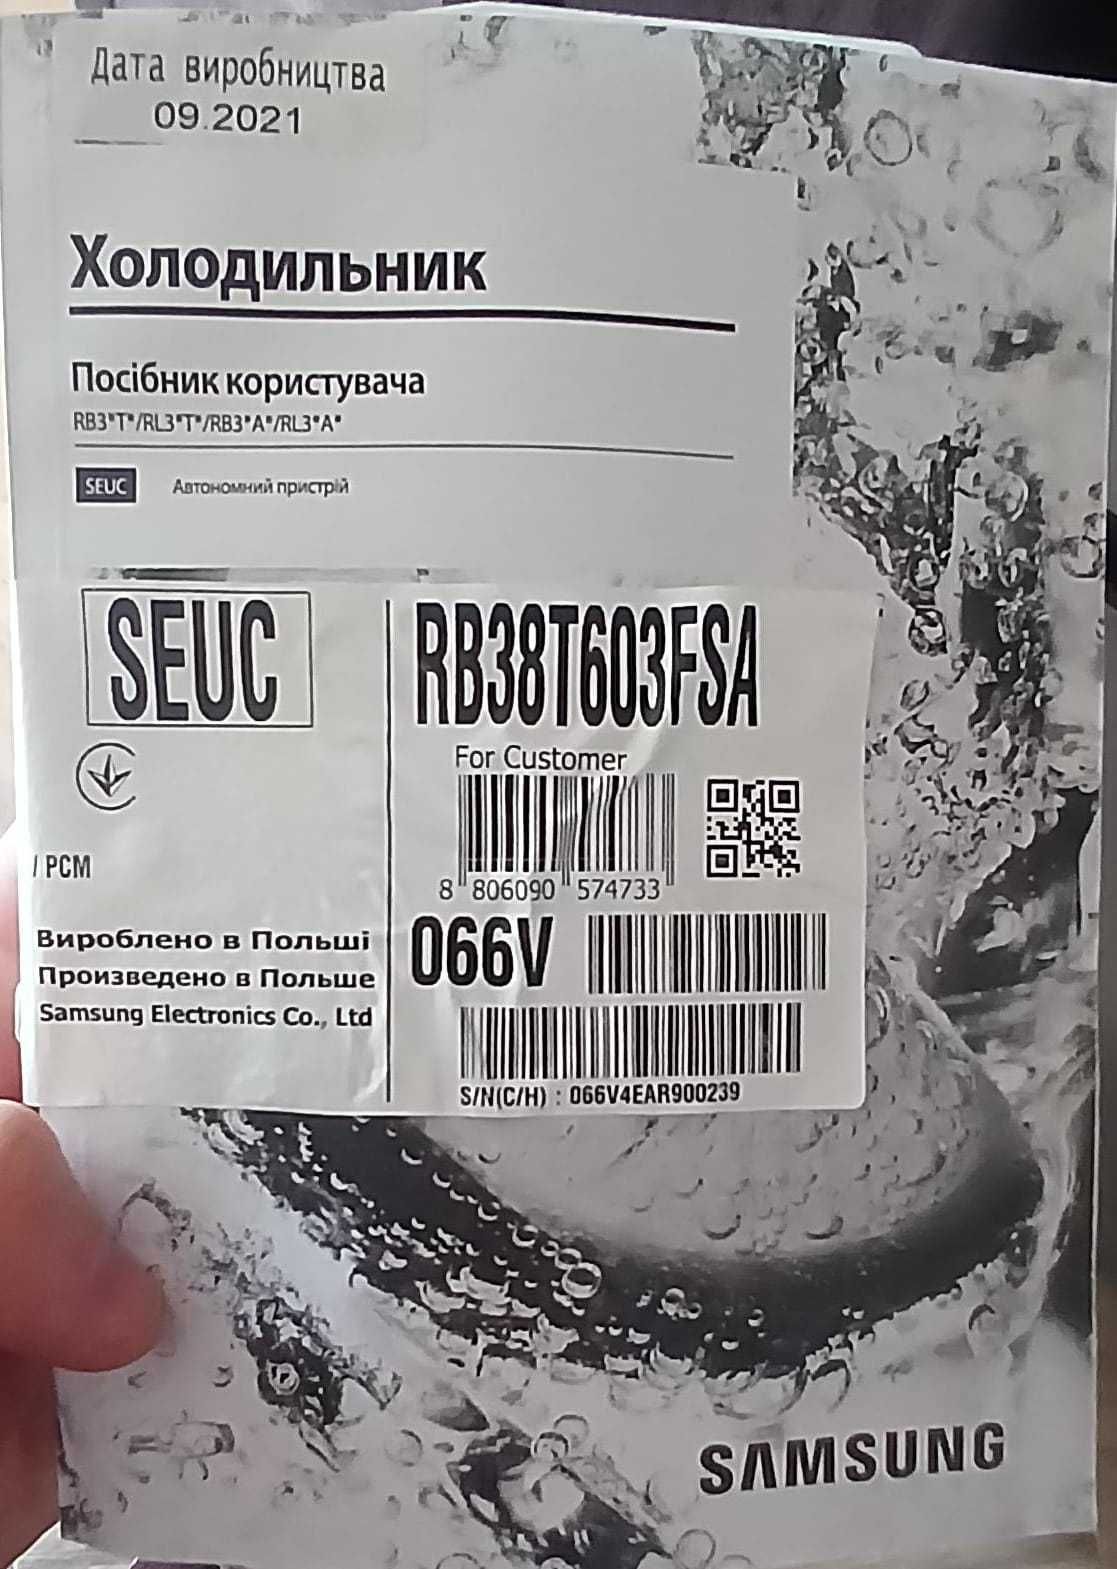 Дата виробництва
09.2021
Холодильник
Посібник користувача
RB3*T*/RL3*T*/RB3*A*/RL3*A*
SEUC Автономний пристрій
SEUC
RB38T603FSA
For Customer
8 806090 574733
/ PCM
066V
Вироблено в Польші
Произведено в Польше
Samsung Electronics Co., Ltd
S/N(C/H) : 066V4EAR900239
SAMSUNG